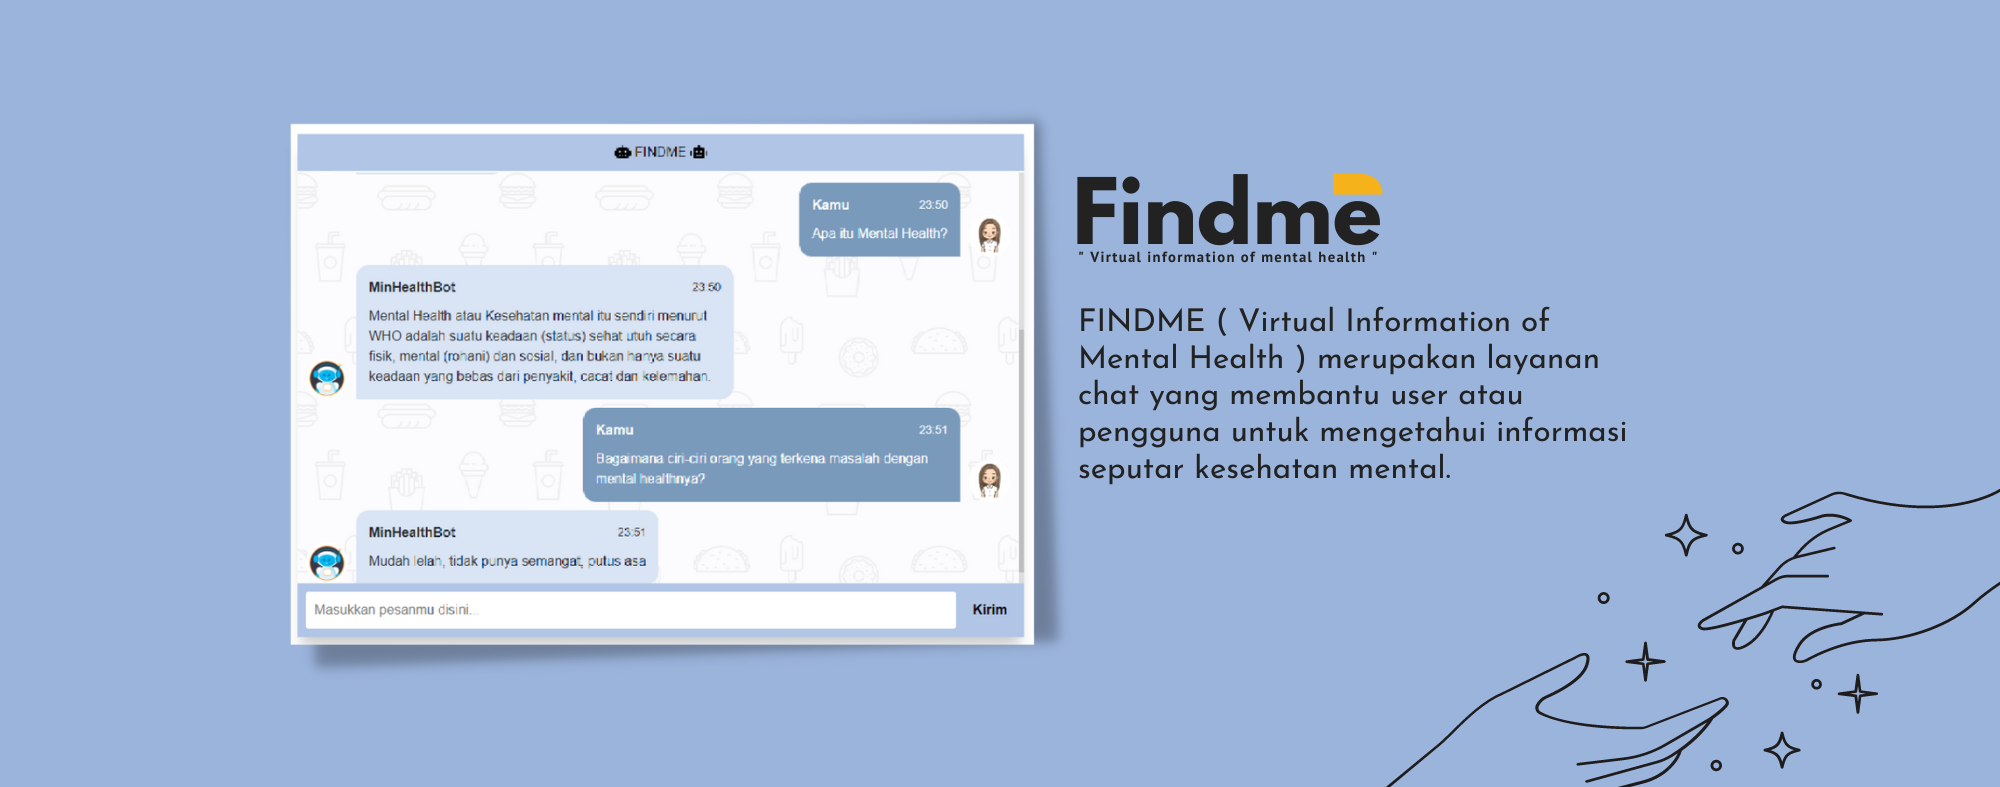 FINDME
Kamu 23:50
Apa itu Mental Health?
MinHealthBot 23:50
Mental Health atau Kesehatan mental itu sendiri menurut
WHO adalah suatu keadaan (status) sehat utuh secara
fisik, mental (rohani) dan sosial, dan bukan hanya suatu
keadaan yang bebas dari penyakit, cacat dan kelemahan.
Kamu 23:51
Bagaimana ciri-ciri orang yang terkena masalah dengan
mental healthnya?
MinHealthBot 23:51
Mudah lelah, tidak punya semangat, putus asa
Masukkan pesanmu disini... Kirim
Findme
" Virtual information of mental health "
FINDME ( Virtual Information of
Mental Health ) merupakan layanan
chat yang membantu user atau
pengguna untuk mengetahui informasi
seputar kesehatan mental.